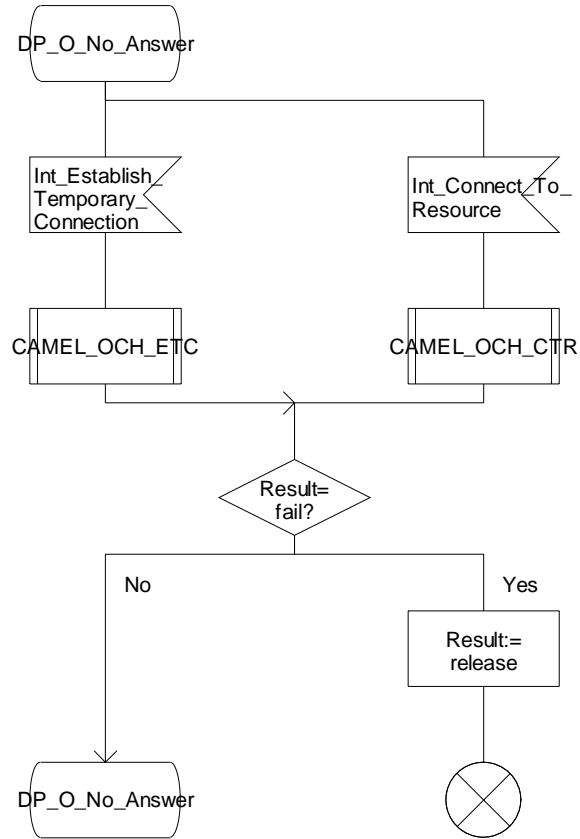 DP_O_No_Answer
Int_Establish_
Temporary_
Connection
Int_Connect_To_
Resource
CAMEL_OCH_ETC
CAMEL_OCH_CTR
Result=
fail?
No
Yes
Result:=
release
DP_O_No_Answer